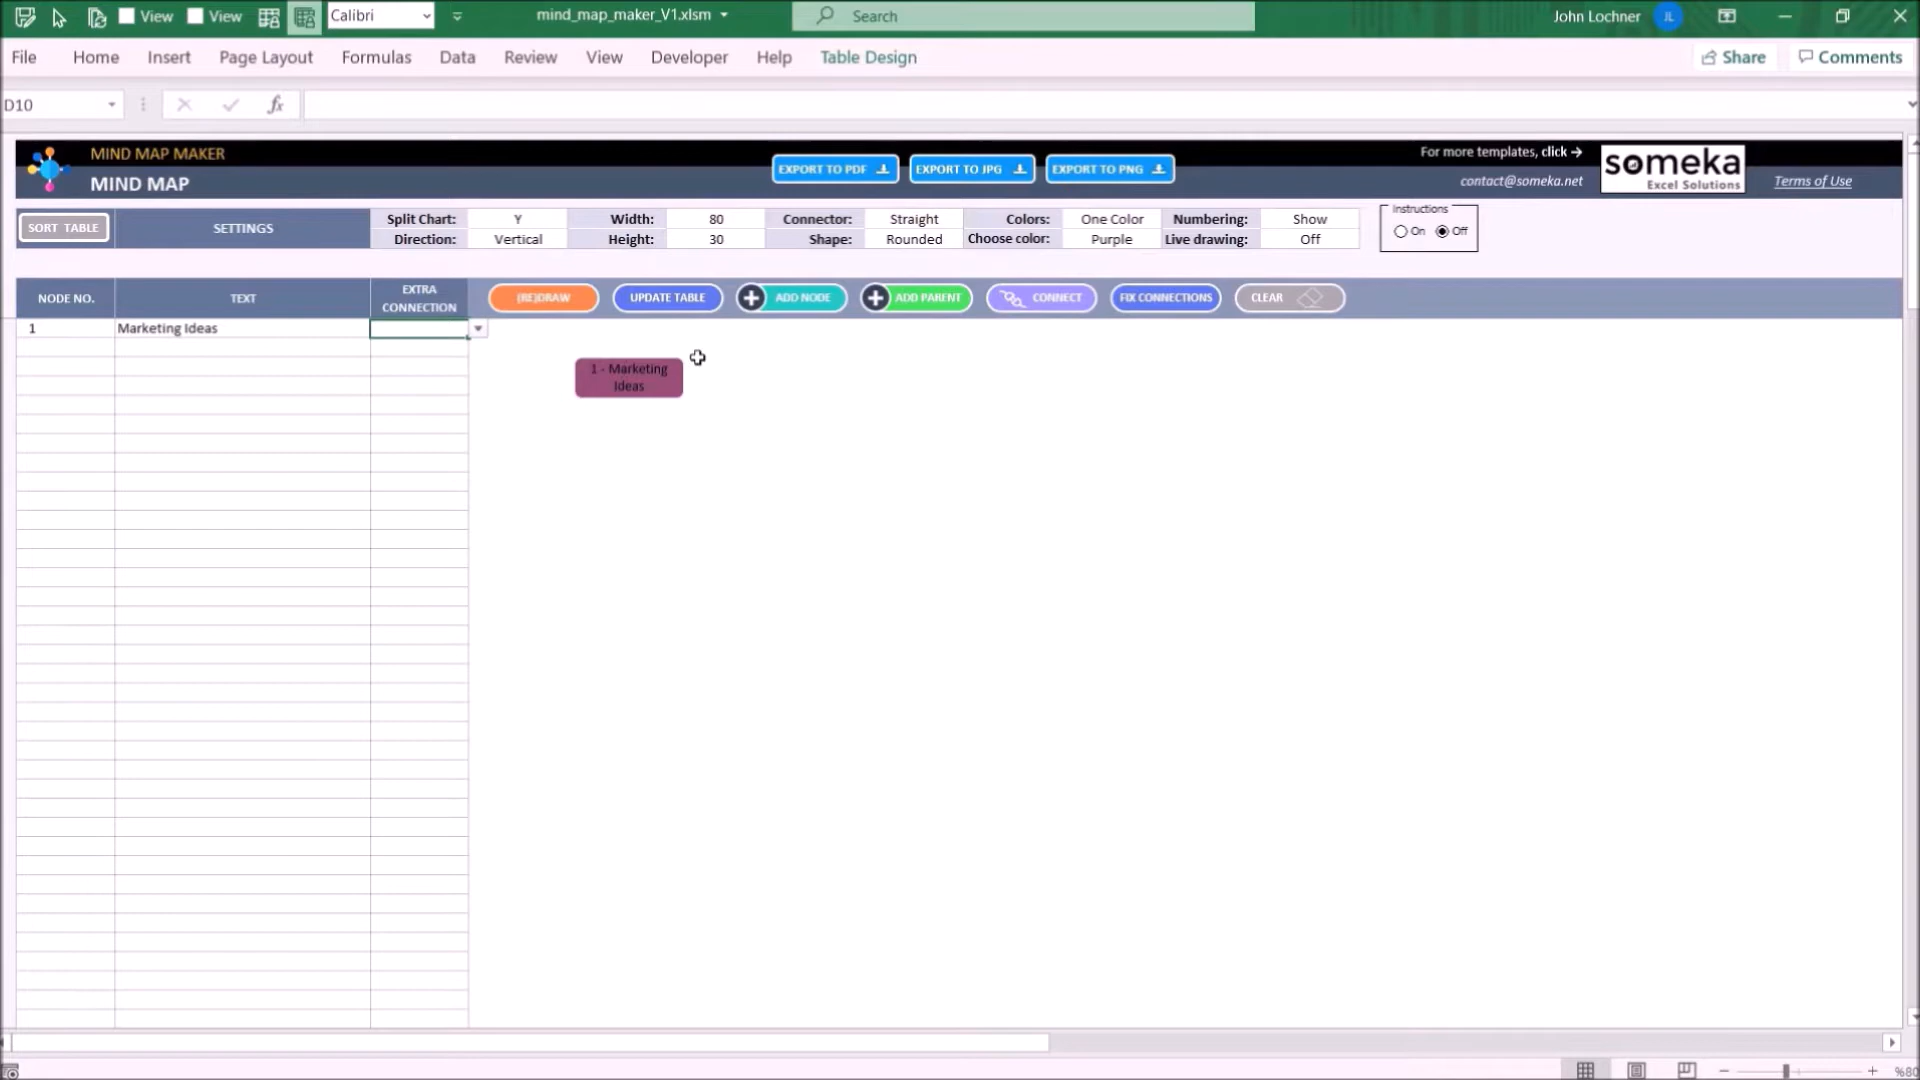 View View Calibri mind_map_maker_V1.xlsm Search John Lochner JL
File Home Insert Page Layout Formulas Data Review View Developer Help Table Design Share Comments
D10 fx
MIND MAP MAKER
MIND MAP
EXPORT TO PDF EXPORT TO JPG EXPORT TO PNG
For more templates, click →
contact@someka.net
someka
Excel Solutions
Terms of Use
SORT TABLE SETTINGS
Split Chart: Y Width: 80 Connector: Straight Colors: One Color Numbering: Show
Direction: Vertical Height: 30 Shape: Rounded Choose color: Purple Live drawing: Off
Instructions
On Off
NODE NO. TEXT
EXTRA
CONNECTION
(RE)DRAW UPDATE TABLE ADD NODE ADD PARENT CONNECT FIX CONNECTIONS CLEAR
1 Marketing Ideas
1 - Marketing
Ideas
%80